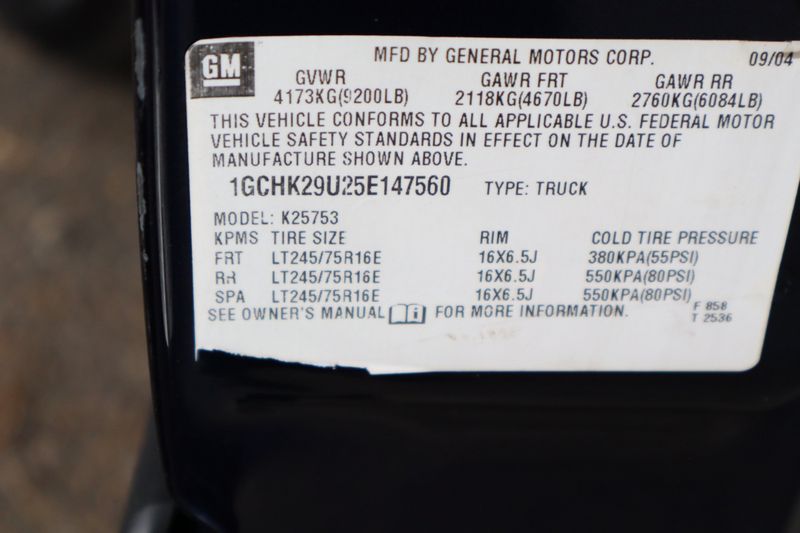 GM MFD BY GENERAL MOTORS CORP. 09/04
GVWR GAWR FRT GAWR RR
4173KG(9200LB) 2118KG(4670LB) 2760KG(6084LB)
THIS VEHICLE CONFORMS TO ALL APPLICABLE U.S. FEDERAL MOTOR
VEHICLE SAFETY STANDARDS IN EFFECT ON THE DATE OF
MANUFACTURE SHOWN ABOVE.
1GCHK29U25E147560 TYPE: TRUCK
MODEL: K25753
KPMS TIRE SIZE RIM COLD TIRE PRESSURE
FRT LT245/75R16E 16X6.5J 380KPA(55PSI)
RR LT245/75R16E 16X6.5J 550KPA(80PSI)
SPA LT245/75R16E 16X6.5J 550KPA(80PSI)
SEE OWNER'S MANUAL FOR MORE INFORMATION.
F 858
T 2536